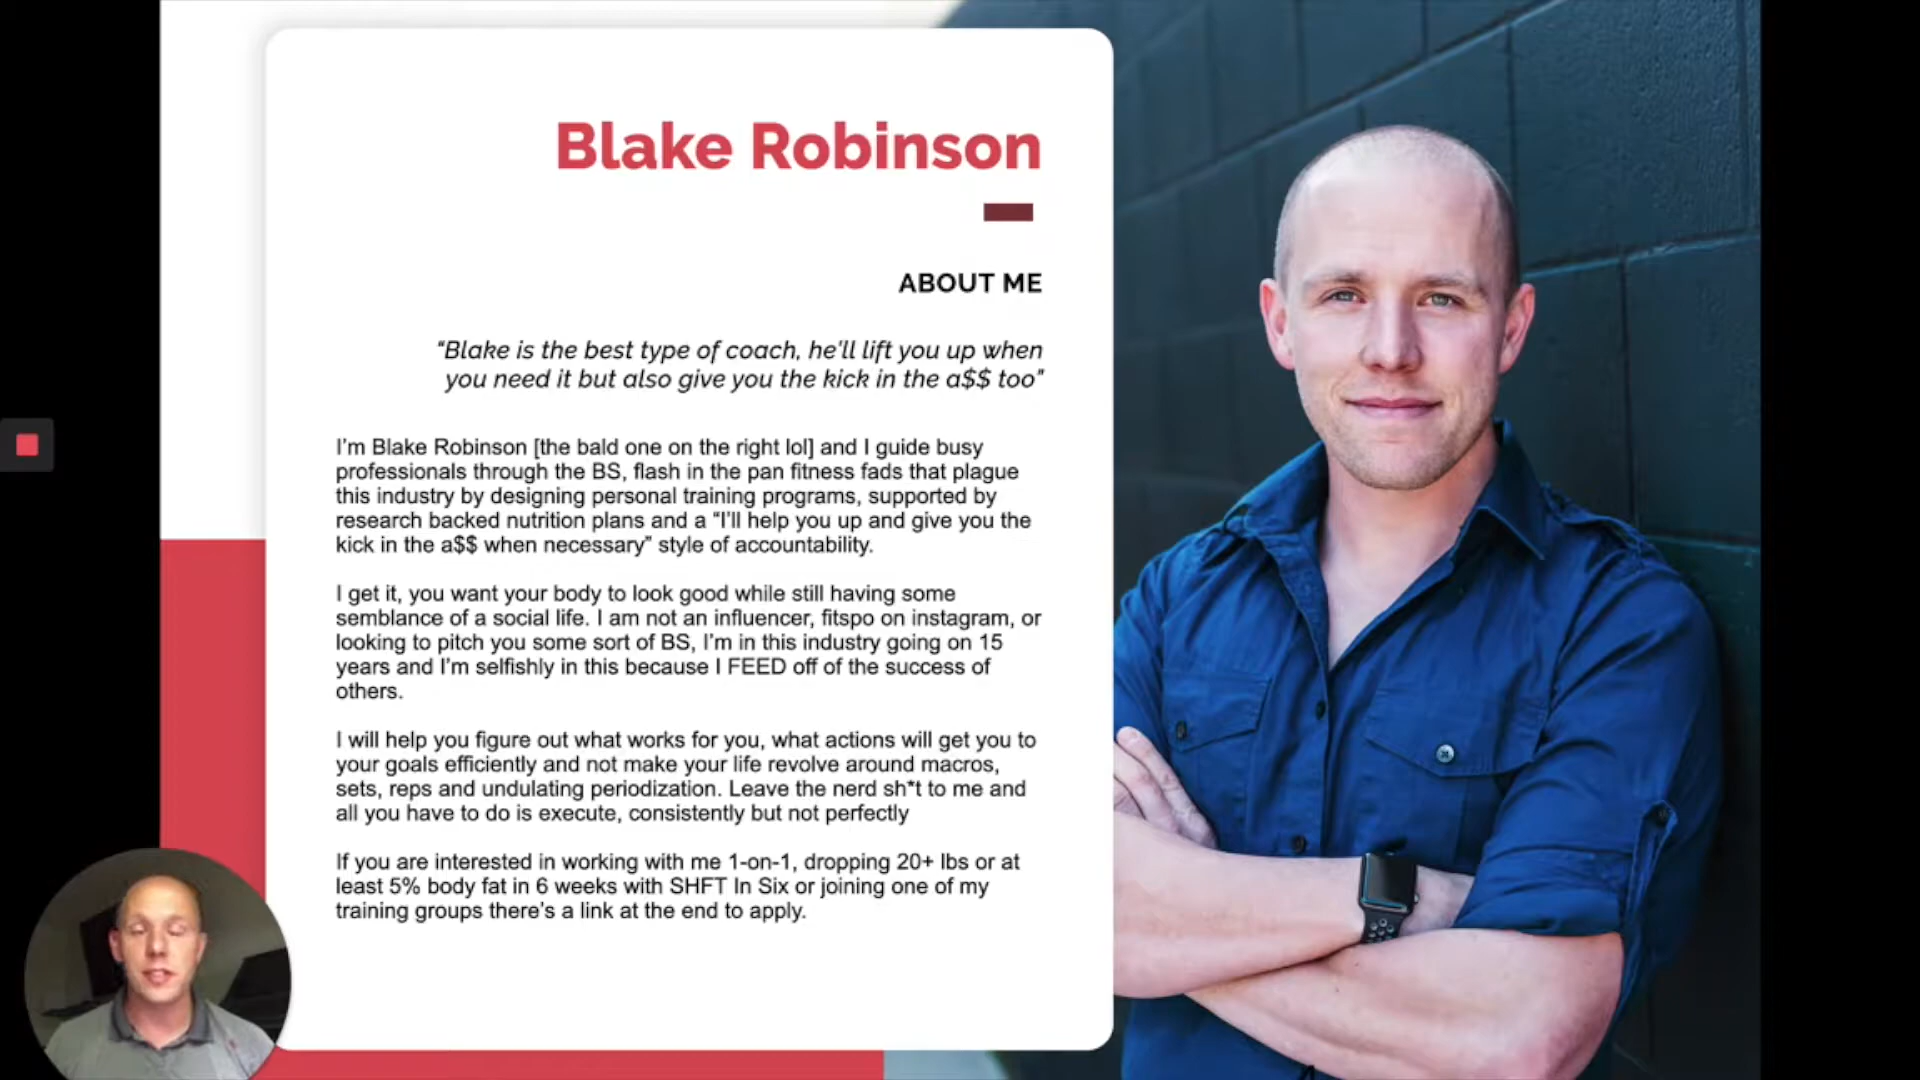 Blake Robinson
ABOUT ME
“Blake is the best type of coach, he'll lift you up when
you need it but also give you the kick in the a$$ too”
I’m Blake Robinson [the bald one on the right lol] and I guide busy
professionals through the BS, flash in the pan fitness fads that plague
this industry by designing personal training programs, supported by
research backed nutrition plans and a “I’ll help you up and give you the
kick in the a$$ when necessary” style of accountability.
I get it, you want your body to look good while still having some
semblance of a social life. I am not an influencer, fitspo on instagram, or
looking to pitch you some sort of BS, I’m in this industry going on 15
years and I’m selfishly in this because I FEED off of the success of
others.
I will help you figure out what works for you, what actions will get you to
your goals efficiently and not make your life revolve around macros,
sets, reps and undulating periodization. Leave the nerd sh*t to me and
all you have to do is execute, consistently but not perfectly
If you are interested in working with me 1-on-1, dropping 20+ lbs or at
least 5% body fat in 6 weeks with SHFT In Six or joining one of my
training groups there’s a link at the end to apply.